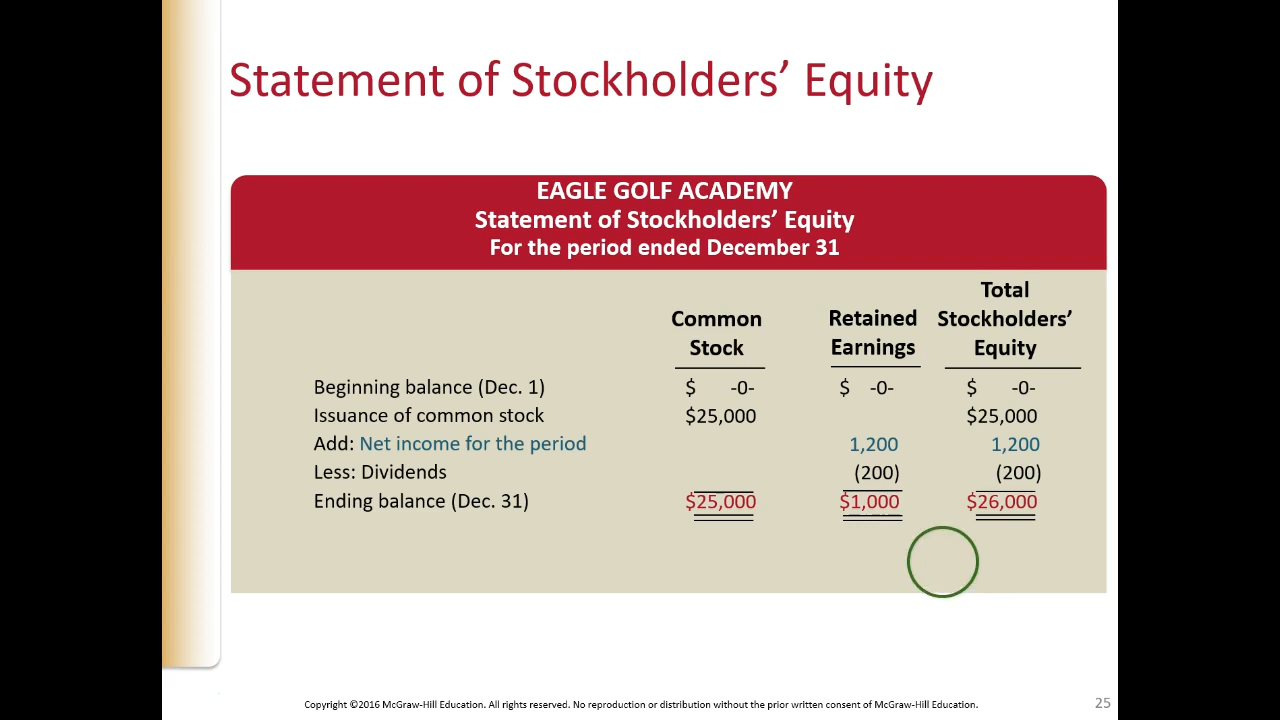 Statement of Stockholders’ Equity
EAGLE GOLF ACADEMY
Statement of Stockholders’ Equity
For the period ended December 31
Total
Common Retained Stockholders’
Stock Earnings Equity
Beginning balance (Dec. 1) $ -0- $ -0- $ -0-
Issuance of common stock $25,000 $25,000
Add: Net income for the period 1,200 1,200
Less: Dividends (200) (200)
Ending balance (Dec. 31) $25,000 $1,000 $26,000
Copyright ©2016 McGraw-Hill Education. All rights reserved. No reproduction or distribution without the prior written consent of McGraw-Hill Education.
25